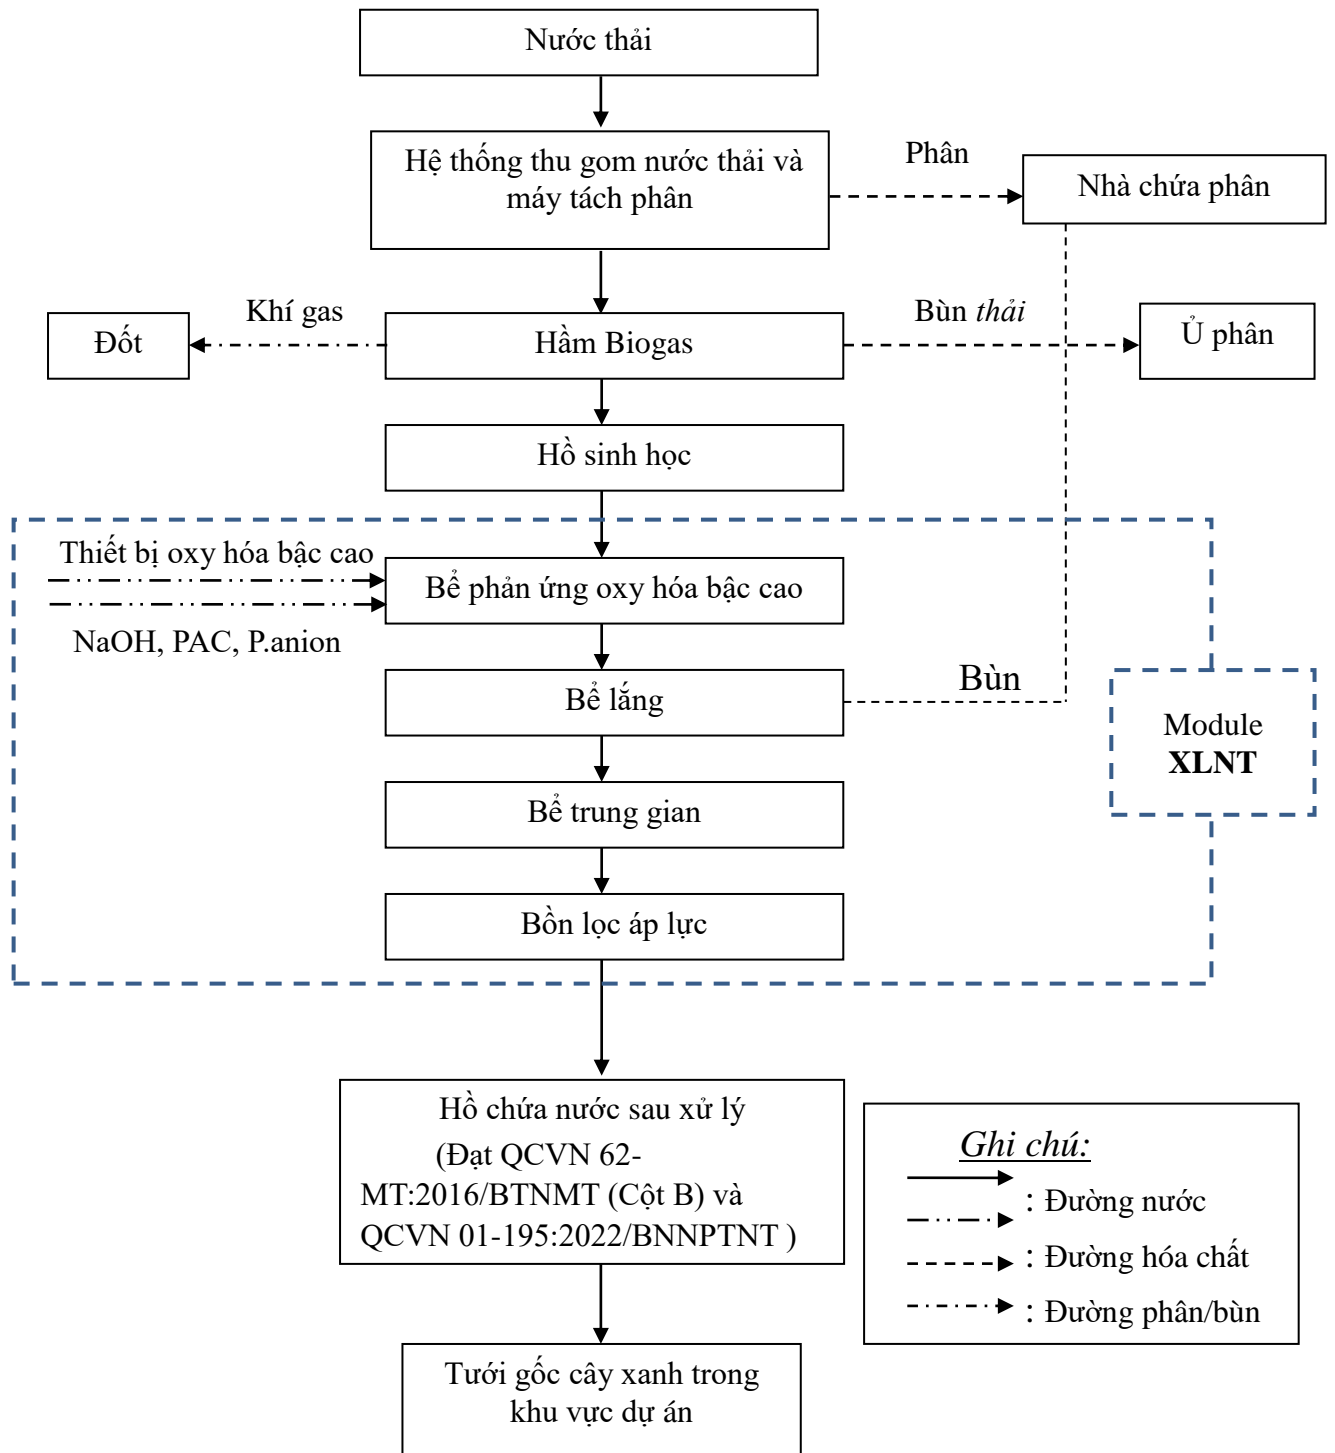 Nước thải
Hệ thống thu gom nước thải và
máy tách phân
Phân
Nhà chứa phân
Khí gas
Đốt
Hầm Biogas
Bùn thải
Ủ phân
Hồ sinh học
Thiết bị oxy hóa bậc cao
Bể phản ứng oxy hóa bậc cao
NaOH, PAC, P.anion
Bể lắng
Bùn
Module
XLNT
Bể trung gian
Bồn lọc áp lực
Hồ chứa nước sau xử lý
(Đạt QCVN 62-
MT:2016/BTNMT (Cột B) và
QCVN 01-195:2022/BNNPTNT )
Ghi chú:
: Đường nước
: Đường hóa chất
: Đường phân/bùn
Tưới gốc cây xanh trong
khu vực dự án